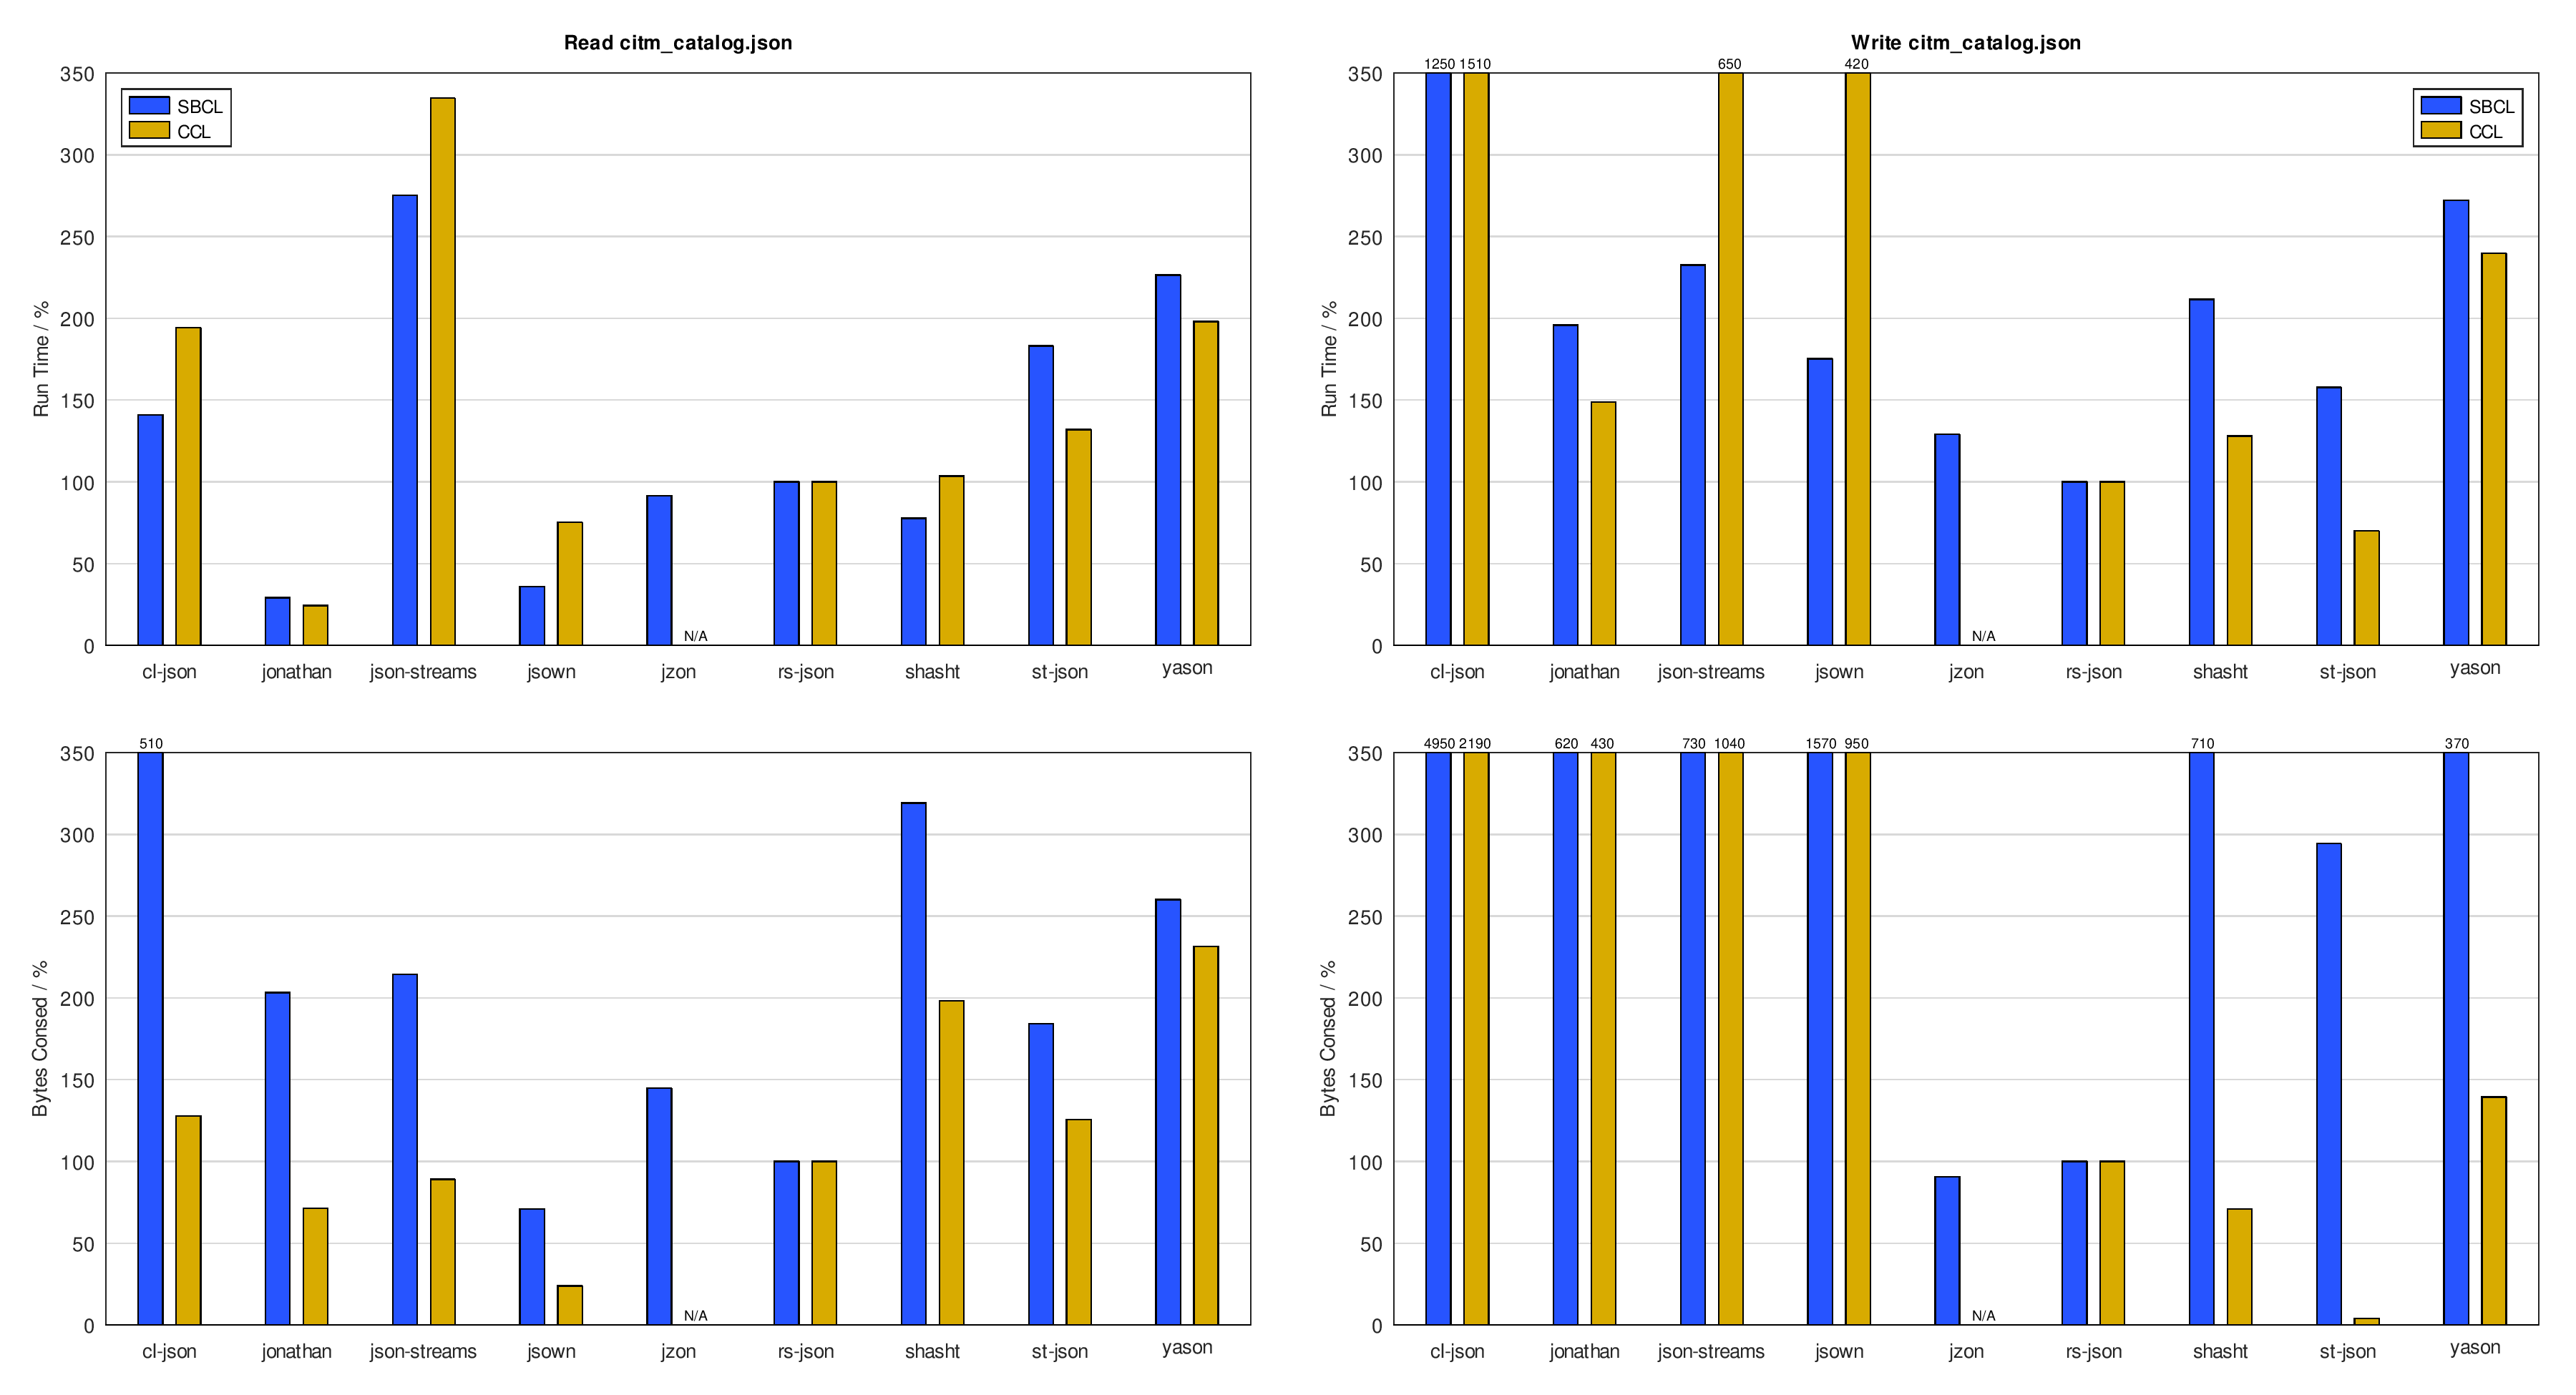 Read citm_catalog.json
Run Time / %
350
300
250
200
150
100
50
0
SBCL
CCL
N/A
cl-json jonathan json-streams jsown jzon rs-json shasht st-json yason
Write citm_catalog.json
Run Time / %
1250 1510 650 420
350
300
250
200
150
100
50
0
SBCL
CCL
N/A
cl-json jonathan json-streams jsown jzon rs-json shasht st-json yason
Bytes Consed / %
510
350
300
250
200
150
100
50
0
N/A
cl-json jonathan json-streams jsown jzon rs-json shasht st-json yason
Bytes Consed / %
4950 2190 620 430 730 1040 1570 950 710 370
350
300
250
200
150
100
50
0
N/A
cl-json jonathan json-streams jsown jzon rs-json shasht st-json yason